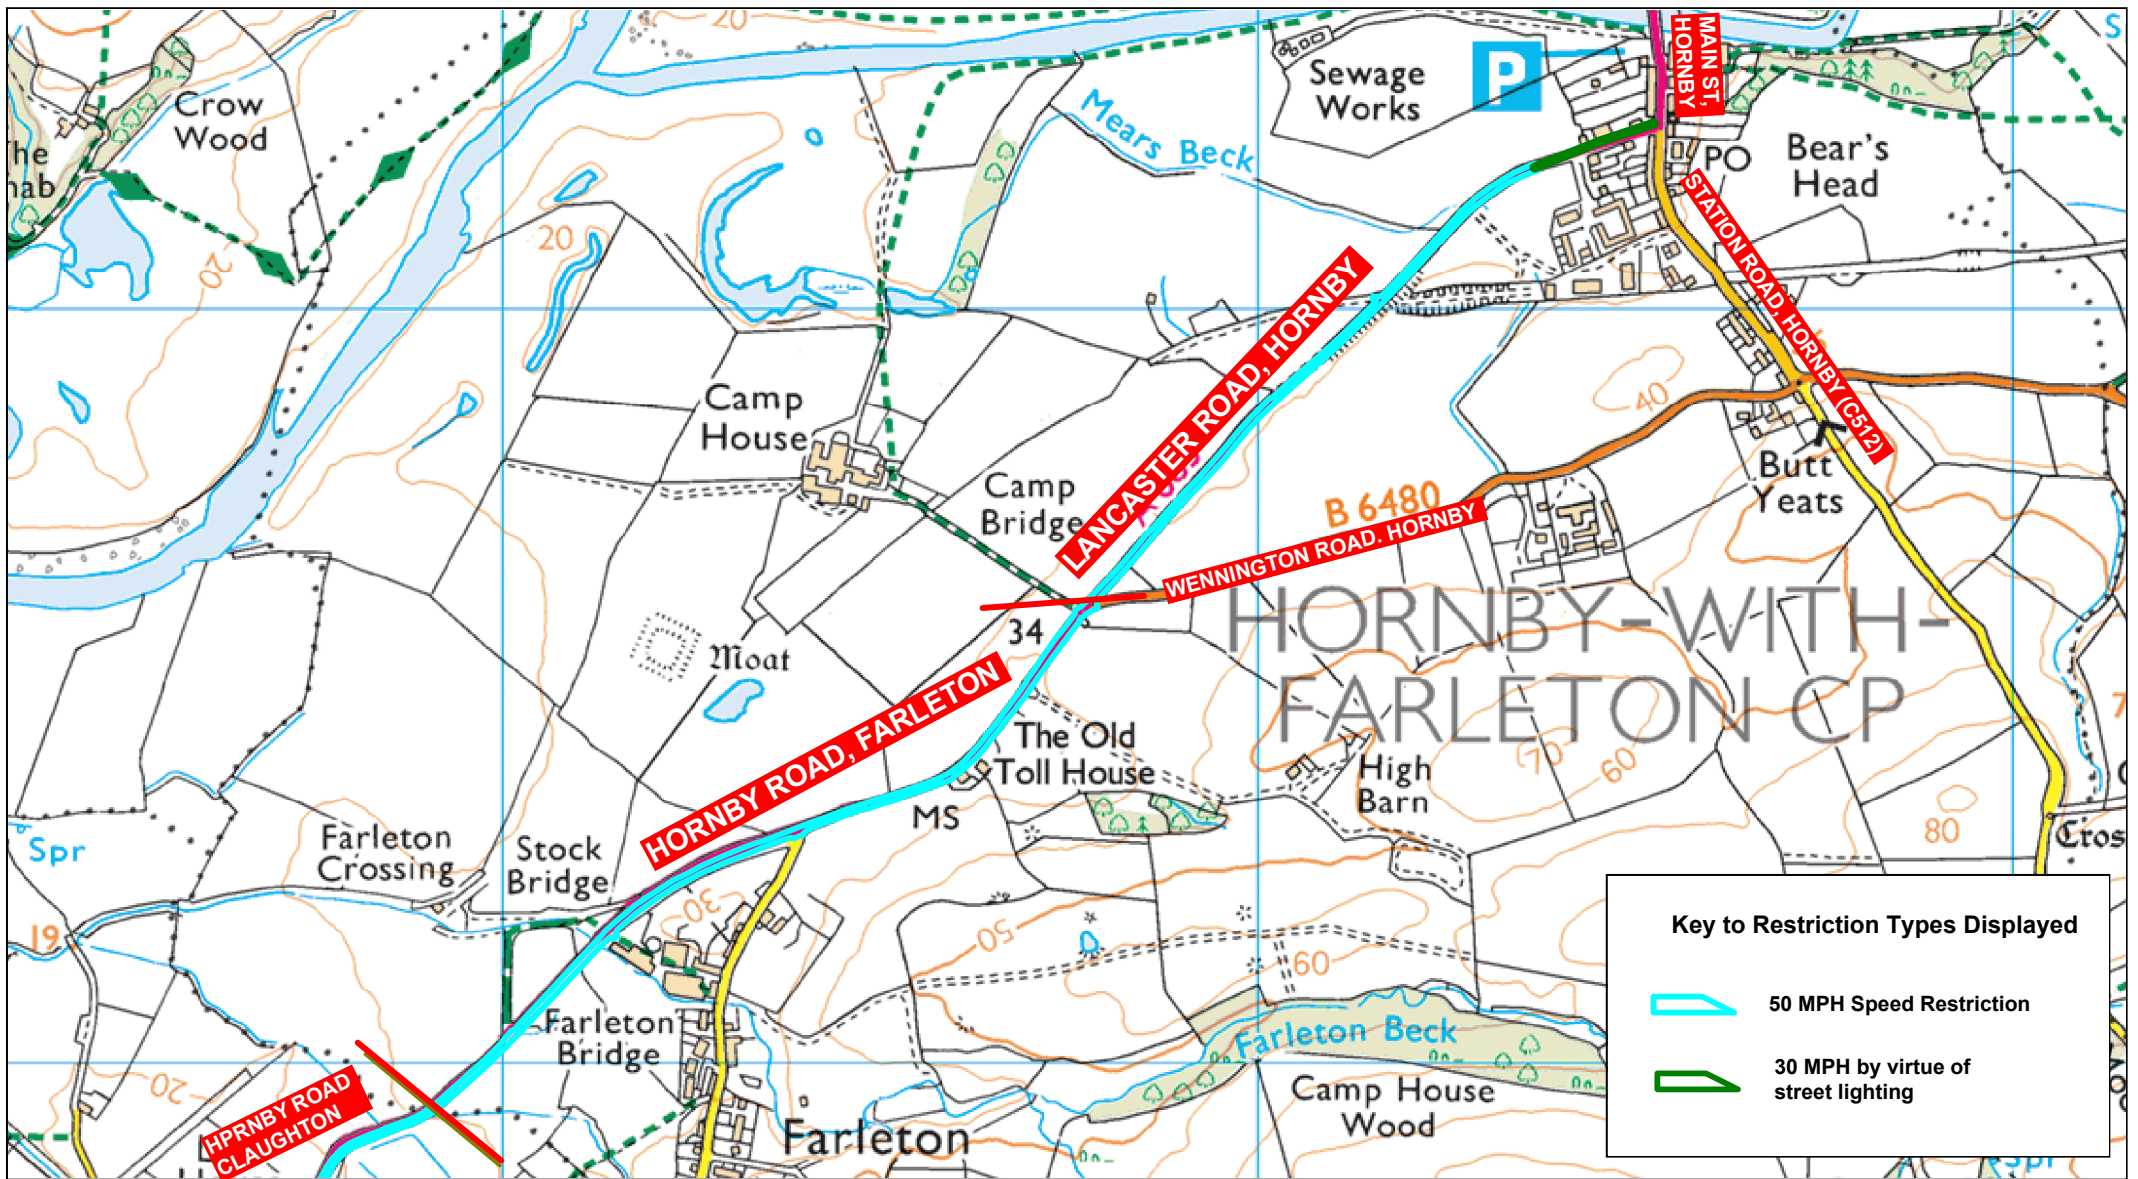 20
Crow
Wood
The
Sewage
Works
P
MAIN ST,
HORNBY
Mears Beck
PO
Bear's
Head
20
20
STATION ROAD, HORNBY (C512)
LANCASTER ROAD, HORNBY
Camp
House
40
Camp
Bridge
B 6480
WENNINGTON ROAD. HORNBY
Butt
Yeats
34
HORNBY-WITH-
FARLETON CP
Moat
HORNBY ROAD, FARLETON
The Old
Toll House
MS
High
Barn
70
60
80
Spr
Farleton
Crossing
Stock
Bridge
30
50
60
19
Farleton
Bridge
Farleton Beck
20
HPRNBY ROAD
CLAUGHTON
Farleton
Camp House
Wood
Spr
Key to Restriction Types Displayed
50 MPH Speed Restriction
30 MPH by virtue of
street lighting